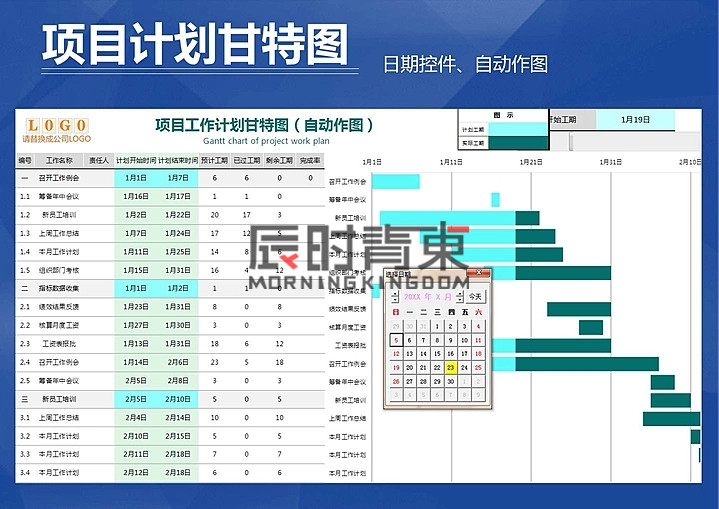 项目计划甘特图
日期控件、自动作图
LOGO
请替换成公司LOGO
项目工作计划甘特图（自动作图）
Gantt chart of project work plan
图 示
计划工期
实际工期
开始工期 1月19日
编号 工作名称 责任人 计划开始时间 计划结束时间 预计工期 已过工期 剩余工期 完成率
1月1日 1月11日 1月21日 1月31日 2月10日
一 召开工作例会 1月1日 1月7日 6 6 0 0
1.1 筹备年中会议 1月16日 1月17日 1 1 0
1.2 新员工培训 1月2日 1月22日 20 17 3
1.3 上周工作总结 1月7日 1月24日 17 12 5
1.4 本月工作计划 1月11日 1月25日 14 8 6
1.5 组织部门考核 1月15日 1月31日 16 4 12
二 指标数据收集 1月1日 1月2日 1 1
2.1 绩效结果反馈 1月23日 1月31日 8 0 8
2.2 核算月度工资 1月27日 1月30日 3 0 3
2.3 工资表报批 1月13日 1月31日 18 6 12
2.4 召开工作例会 1月14日 2月6日 23 5 18
2.5 筹备年中会议 2月5日 2月8日 3 0 3
三 新员工培训 2月5日 2月10日 5 0 5
3.1 上周工作总结 2月4日 2月14日 10 0 10
3.2 本月工作计划 2月10日 2月15日 5 0 5
3.3 本月工作计划 2月11日 2月18日 7 0 7
3.4 本月工作计划 2月12日 2月18日 6 0 6
召开工作例会
筹备年中会议
新员工培训
上周工作总结
本月工作计划
组织部门考核
指标数据收集
绩效结果反馈
核算月度工资
工资表报批
召开工作例会
筹备年中会议
新员工培训
上周工作总结
本月工作计划
本月工作计划
本月工作计划
辰时青束
MORNINGKINGDOM
选择日期
20XX 年 X 月 今天
日 一 二 三 四 五 六
29 30 31 1 2 3 4
5 6 7 8 9 10 11
12 13 14 15 16 17 18
19 20 21 22 23 24 25
26 27 28 29 30 1 2
3 4 5 6 7 8 9